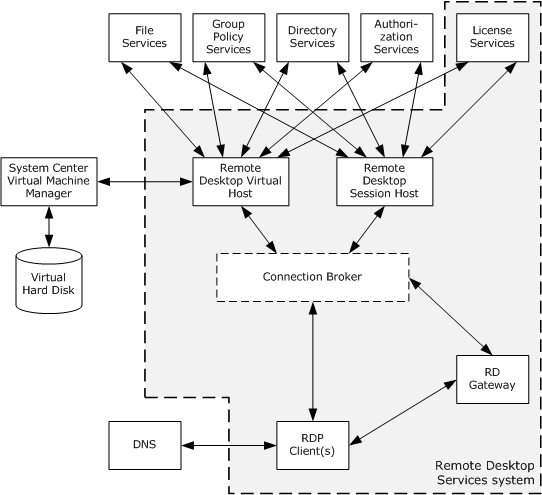 File
Services
Group
Policy
Services
Directory
Services
Authori-
zation
Services
License
Services
System Center
Virtual Machine
Manager
Remote
Desktop Virtual
Host
Remote
Desktop
Session Host
Virtual
Hard Disk
Connection Broker
RD
Gateway
DNS
RDP
Client(s)
Remote Desktop
Services system